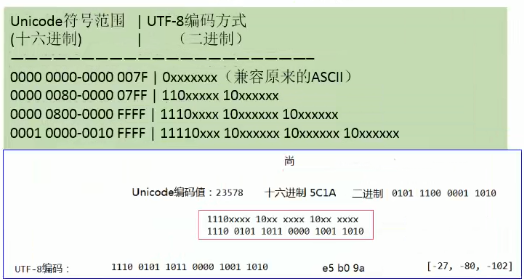 Unicode符号范围 | UTF-8编码方式
(十六进制) | （二进制）
————————————————————————
0000 0000-0000 007F | 0xxxxxxx（兼容原来的ASCII）
0000 0080-0000 07FF | 110xxxxx 10xxxxxx
0000 0800-0000 FFFF | 1110xxxx 10xxxxxx 10xxxxxx
0001 0000-0010 FFFF | 11110xxx 10xxxxxx 10xxxxxx 10xxxxxx
尚
Unicode编码值：23578 十六进制 5C1A 二进制 0101 1100 0001 1010
1110xxxx 10xx xxxx 10xx xxxx
1110 0101 1011 0000 1001 1010
UTF-8编码： 1110 0101 1011 0000 1001 1010 e5 b0 9a [-27, -80, -102]